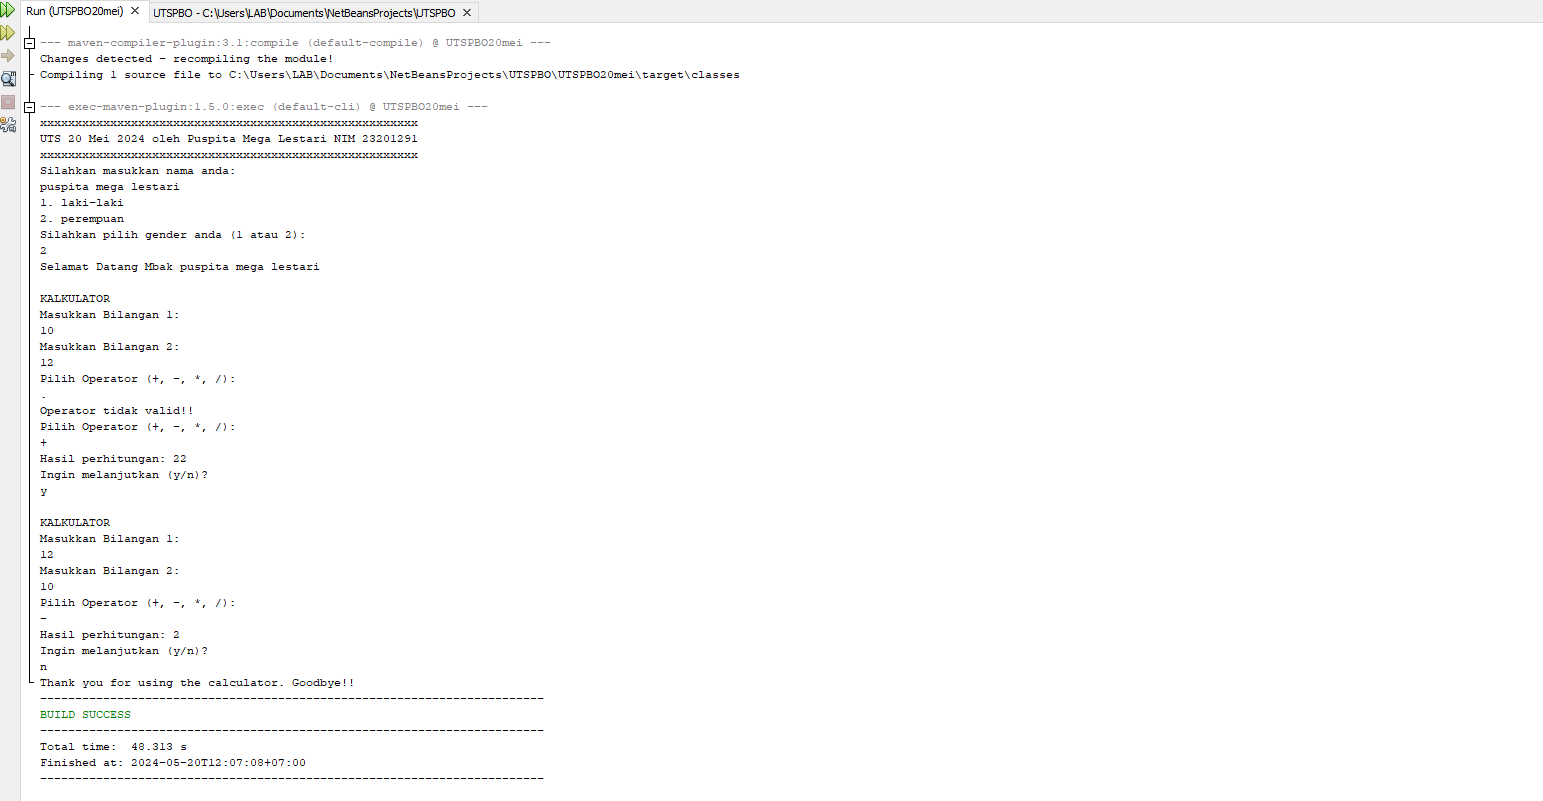 Run (UTSPBO20mei) × UTSPBO - C:\Users\LAB\Documents\NetBeansProjects\UTSPBO ×
--- maven-compiler-plugin:3.1:compile (default-compile) @ UTSPBO20mei ---
Changes detected - recompiling the module!
Compiling 1 source file to C:\Users\LAB\Documents\NetBeansProjects\UTSPBO\UTSPBO20mei\target\classes
--- exec-maven-plugin:1.5.0:exec (default-cli) @ UTSPBO20mei ---
xxxxxxxxxxxxxxxxxxxxxxxxxxxxxxxxxxxxxxxxxxxxxxxxxxxxxx
UTS 20 Mei 2024 oleh Puspita Mega Lestari NIM 23201291
xxxxxxxxxxxxxxxxxxxxxxxxxxxxxxxxxxxxxxxxxxxxxxxxxxxxxx
Silahkan masukkan nama anda:
puspita mega lestari
1. laki-laki
2. perempuan
Silahkan pilih gender anda (1 atau 2):
2
Selamat Datang Mbak puspita mega lestari
KALKULATOR
Masukkan Bilangan 1:
10
Masukkan Bilangan 2:
12
Pilih Operator (+, -, *, /):
.
Operator tidak valid!!
Pilih Operator (+, -, *, /):
+
Hasil perhitungan: 22
Ingin melanjutkan (y/n)?
y
KALKULATOR
Masukkan Bilangan 1:
12
Masukkan Bilangan 2:
10
Pilih Operator (+, -, *, /):
-
Hasil perhitungan: 2
Ingin melanjutkan (y/n)?
n
Thank you for using the calculator. Goodbye!!
------------------------------------------------------------------------
BUILD SUCCESS
------------------------------------------------------------------------
Total time:  48.313 s
Finished at: 2024-05-20T12:07:08+07:00
------------------------------------------------------------------------